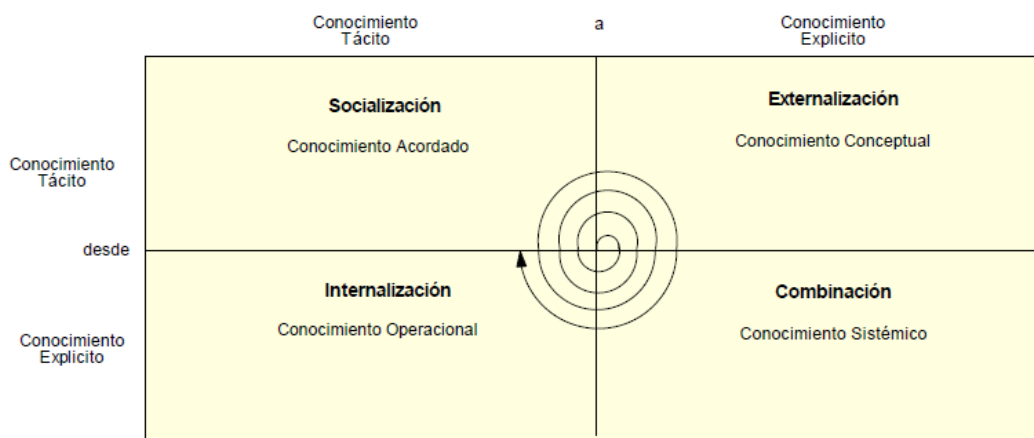 Conocimiento
Tácito
a
Conocimiento
Explicito
Socialización
Conocimiento Acordado
Externalización
Conocimiento Conceptual
Conocimiento
Tácito
desde
Internalización
Conocimiento Operacional
Combinación
Conocimiento Sistémico
Conocimiento
Explicito